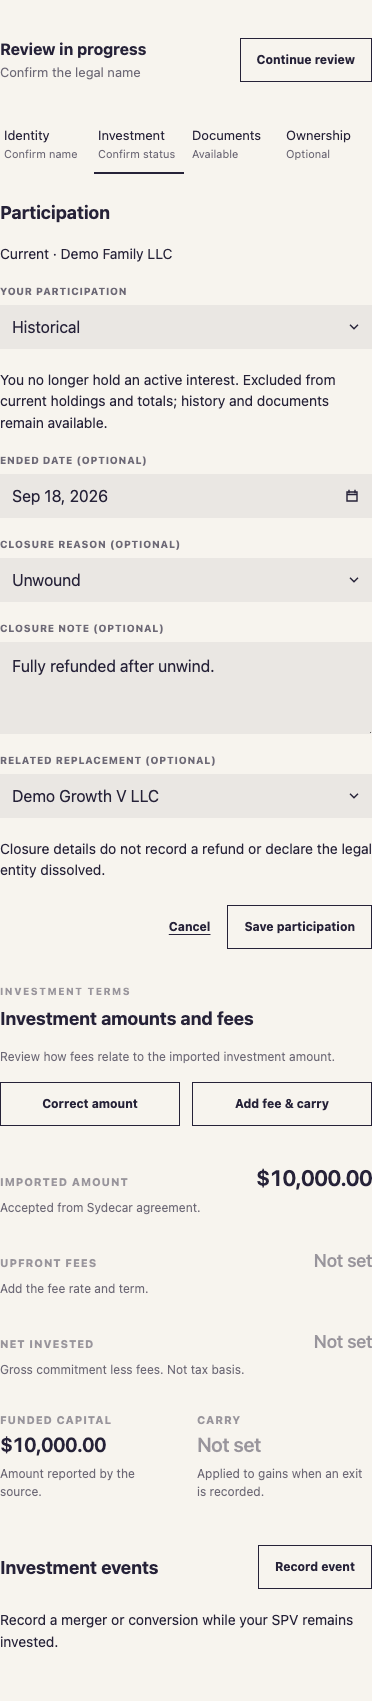 Review in progress
Confirm the legal name
Continue review
Identity
Confirm name
Investment
Confirm status
Documents
Available
Ownership
Optional
Participation
Current · Demo Family LLC
YOUR PARTICIPATION
Historical
You no longer hold an active interest. Excluded from
current holdings and totals; history and documents
remain available.
ENDED DATE (OPTIONAL)
Sep 18, 2026
CLOSURE REASON (OPTIONAL)
Unwound
CLOSURE NOTE (OPTIONAL)
Fully refunded after unwind.
RELATED REPLACEMENT (OPTIONAL)
Demo Growth V LLC
Closure details do not record a refund or declare the legal
entity dissolved.
Cancel
Save participation
INVESTMENT TERMS
Investment amounts and fees
Review how fees relate to the imported investment amount.
Correct amount
Add fee & carry
IMPORTED AMOUNT
$10,000.00
Accepted from Sydecar agreement.
UPFRONT FEES
Not set
Add the fee rate and term.
NET INVESTED
Not set
Gross commitment less fees. Not tax basis.
FUNDED CAPITAL
$10,000.00
Amount reported by the
source.
CARRY
Not set
Applied to gains when an exit
is recorded.
Investment events
Record event
Record a merger or conversion while your SPV remains
invested.